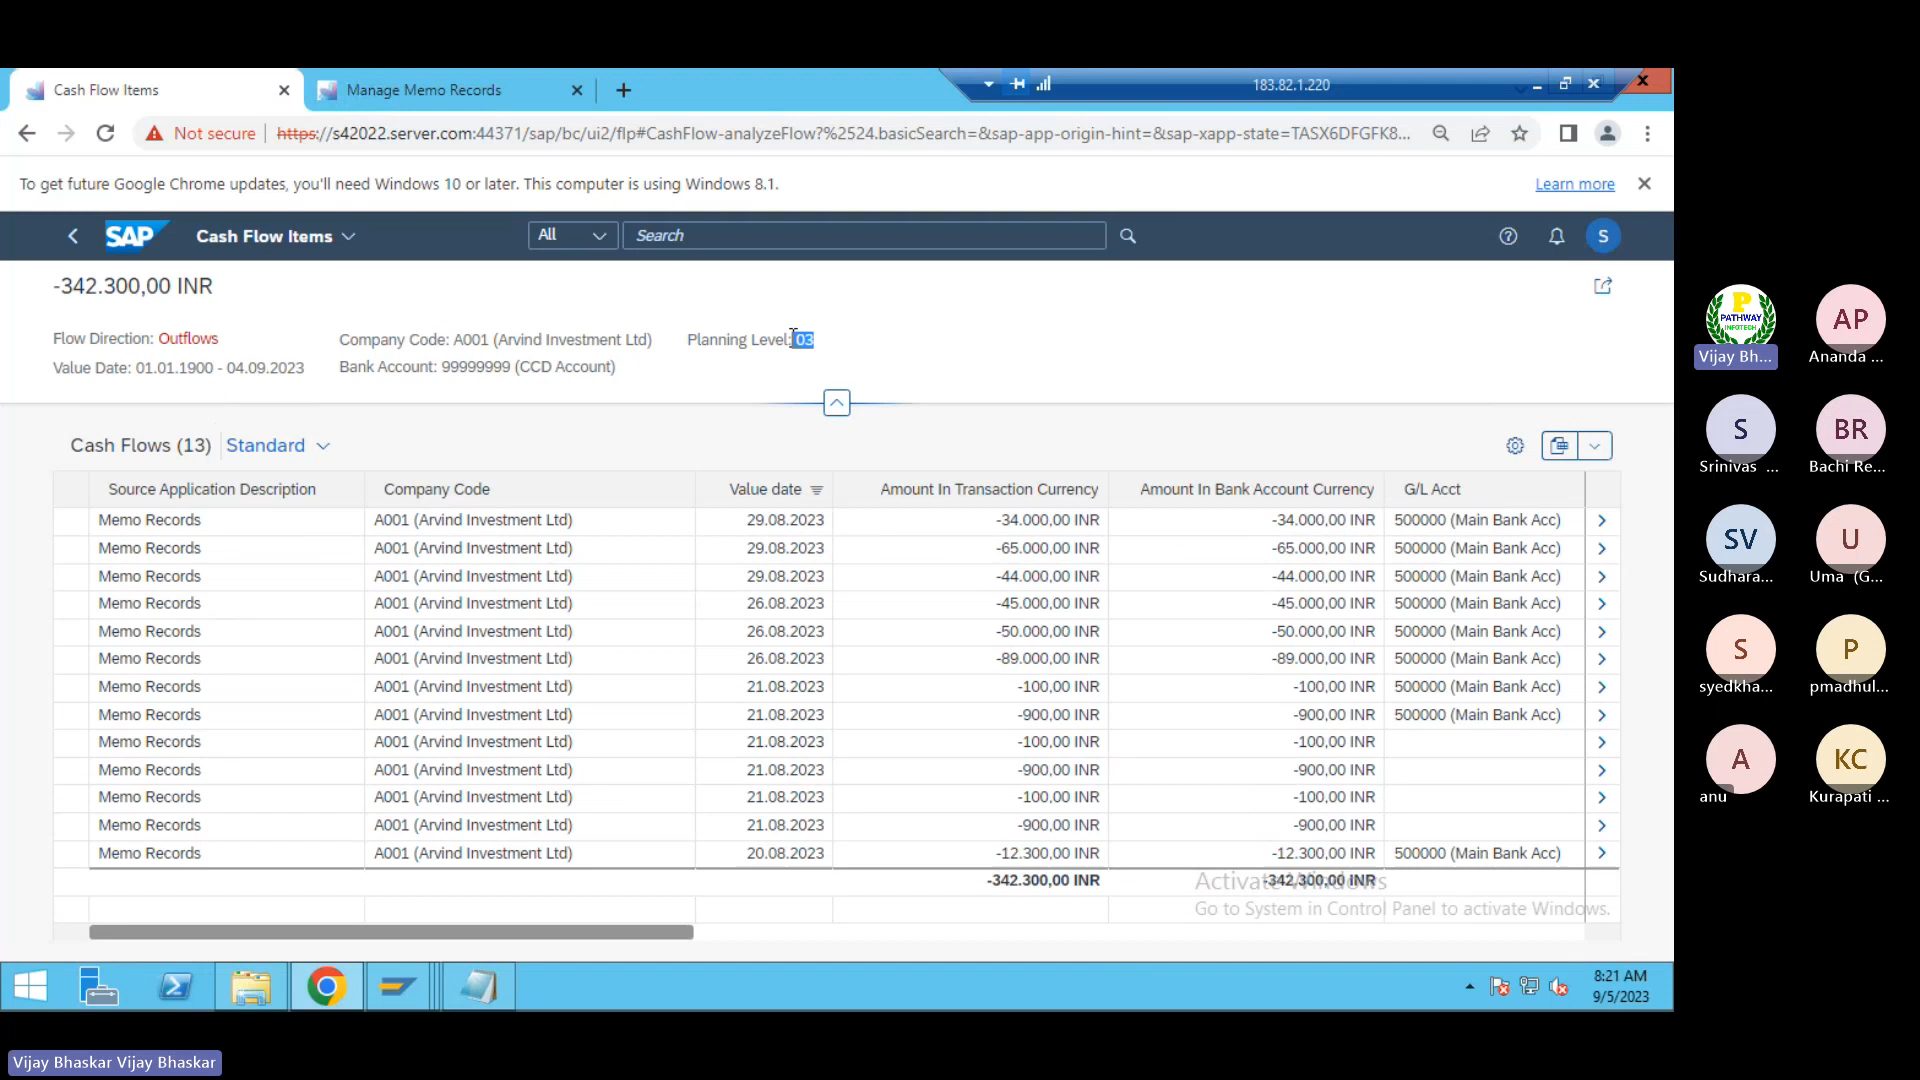 Cash Flow Items
Manage Memo Records
183.82.1.220
Not secure
https://s42022.server.com:44371/sap/bc/ui2/flp#CashFlow-analyzeFlow?%2524.basicSearch=&sap-app-origin-hint=&sap-xapp-state=TASX6DFGFK8...
To get future Google Chrome updates, you'll need Windows 10 or later. This computer is using Windows 8.1.
Learn more
SAP
Cash Flow Items
All
Search
S
-342.300,00 INR
Flow Direction: Outflows
Company Code: A001 (Arvind Investment Ltd)
Planning Level: 03
Value Date: 01.01.1900 - 04.09.2023
Bank Account: 99999999 (CCD Account)
Cash Flows (13) Standard
Source Application Description Company Code Value date Amount In Transaction Currency Amount In Bank Account Currency G/L Acct
Memo Records A001 (Arvind Investment Ltd) 29.08.2023 -34.000,00 INR -34.000,00 INR 500000 (Main Bank Acc)
Memo Records A001 (Arvind Investment Ltd) 29.08.2023 -65.000,00 INR -65.000,00 INR 500000 (Main Bank Acc)
Memo Records A001 (Arvind Investment Ltd) 29.08.2023 -44.000,00 INR -44.000,00 INR 500000 (Main Bank Acc)
Memo Records A001 (Arvind Investment Ltd) 26.08.2023 -45.000,00 INR -45.000,00 INR 500000 (Main Bank Acc)
Memo Records A001 (Arvind Investment Ltd) 26.08.2023 -50.000,00 INR -50.000,00 INR 500000 (Main Bank Acc)
Memo Records A001 (Arvind Investment Ltd) 26.08.2023 -89.000,00 INR -89.000,00 INR 500000 (Main Bank Acc)
Memo Records A001 (Arvind Investment Ltd) 21.08.2023 -100,00 INR -100,00 INR 500000 (Main Bank Acc)
Memo Records A001 (Arvind Investment Ltd) 21.08.2023 -900,00 INR -900,00 INR 500000 (Main Bank Acc)
Memo Records A001 (Arvind Investment Ltd) 21.08.2023 -100,00 INR -100,00 INR
Memo Records A001 (Arvind Investment Ltd) 21.08.2023 -900,00 INR -900,00 INR
Memo Records A001 (Arvind Investment Ltd) 21.08.2023 -100,00 INR -100,00 INR
Memo Records A001 (Arvind Investment Ltd) 21.08.2023 -900,00 INR -900,00 INR
Memo Records A001 (Arvind Investment Ltd) 20.08.2023 -12.300,00 INR -12.300,00 INR 500000 (Main Bank Acc)
-342.300,00 INR -342.300,00 INR
Activate Windows
Go to System in Control Panel to activate Windows.
8:21 AM
9/5/2023
P
PATHWAY
INFOTECH
Vijay Bh...
AP
Ananda ...
S
Srinivas ...
BR
Bachi Re...
SV
Sudhara...
U
Uma (G...
S
syedkha...
P
pmadhul...
A
anu
KC
Kurapati ...
Vijay Bhaskar Vijay Bhaskar